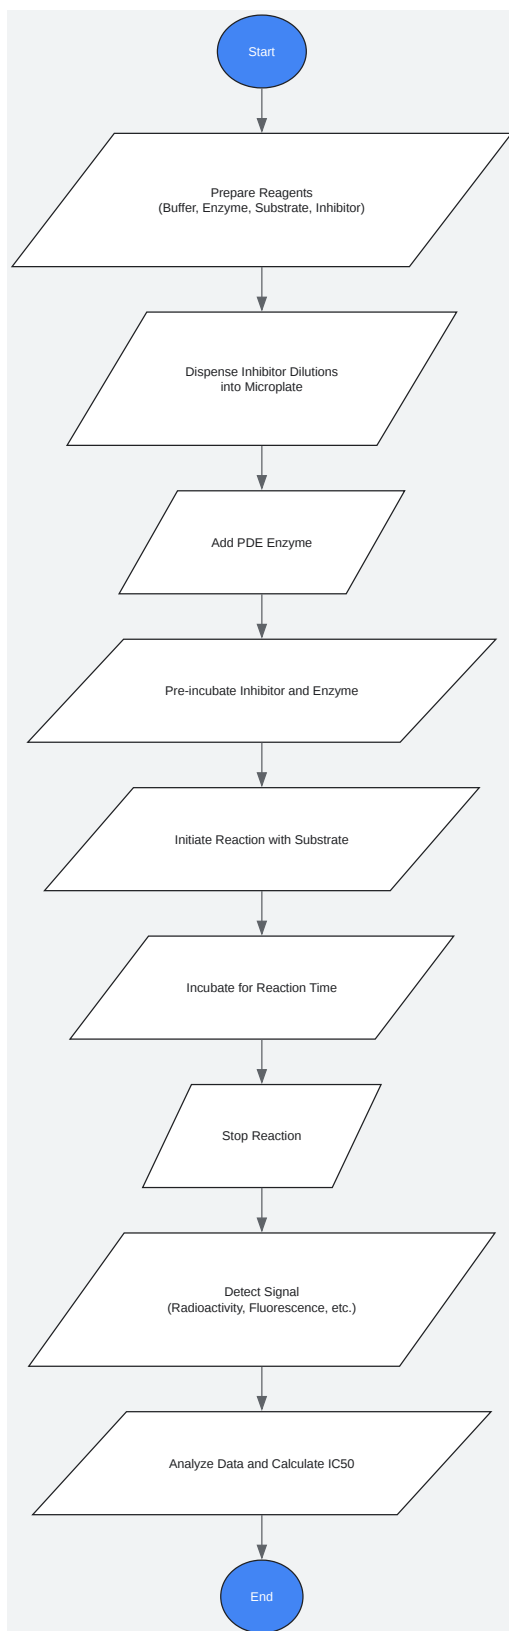 Start
Prepare Reagents
(Buffer, Enzyme, Substrate, Inhibitor)
Dispense Inhibitor Dilutions
into Microplate
Add PDE Enzyme
Pre-incubate Inhibitor and Enzyme
Initiate Reaction with Substrate
Incubate for Reaction Time
Stop Reaction
Detect Signal
(Radioactivity, Fluorescence, etc.)
Analyze Data and Calculate IC50
End